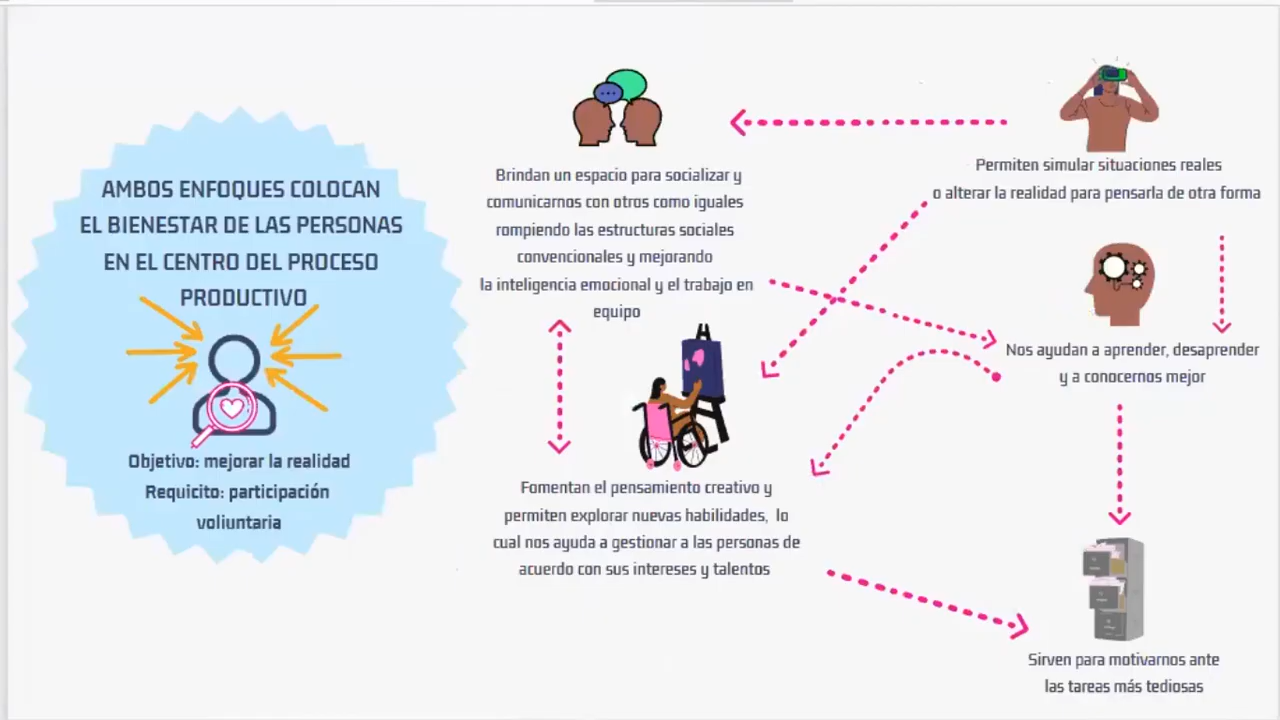 AMBOS ENFOQUES COLOCAN
EL BIENESTAR DE LAS PERSONAS
EN EL CENTRO DEL PROCESO
PRODUCTIVO
Objetivo: mejorar la realidad
Requicito: participación
voliuntaria
Brindan un espacio para socializar y
comunicarnos con otros como iguales
rompiendo las estructuras sociales
convencionales y mejorando
la inteligencia emocional y el trabajo en
equipo
Fomentan el pensamiento creativo y
permiten explorar nuevas habilidades, lo
cual nos ayuda a gestionar a las personas de
acuerdo con sus intereses y talentos
Permiten simular situaciones reales
o alterar la realidad para pensarla de otra forma
Nos ayudan a aprender, desaprender
y a conocernos mejor
Sirven para motivarnos ante
las tareas más tediosas